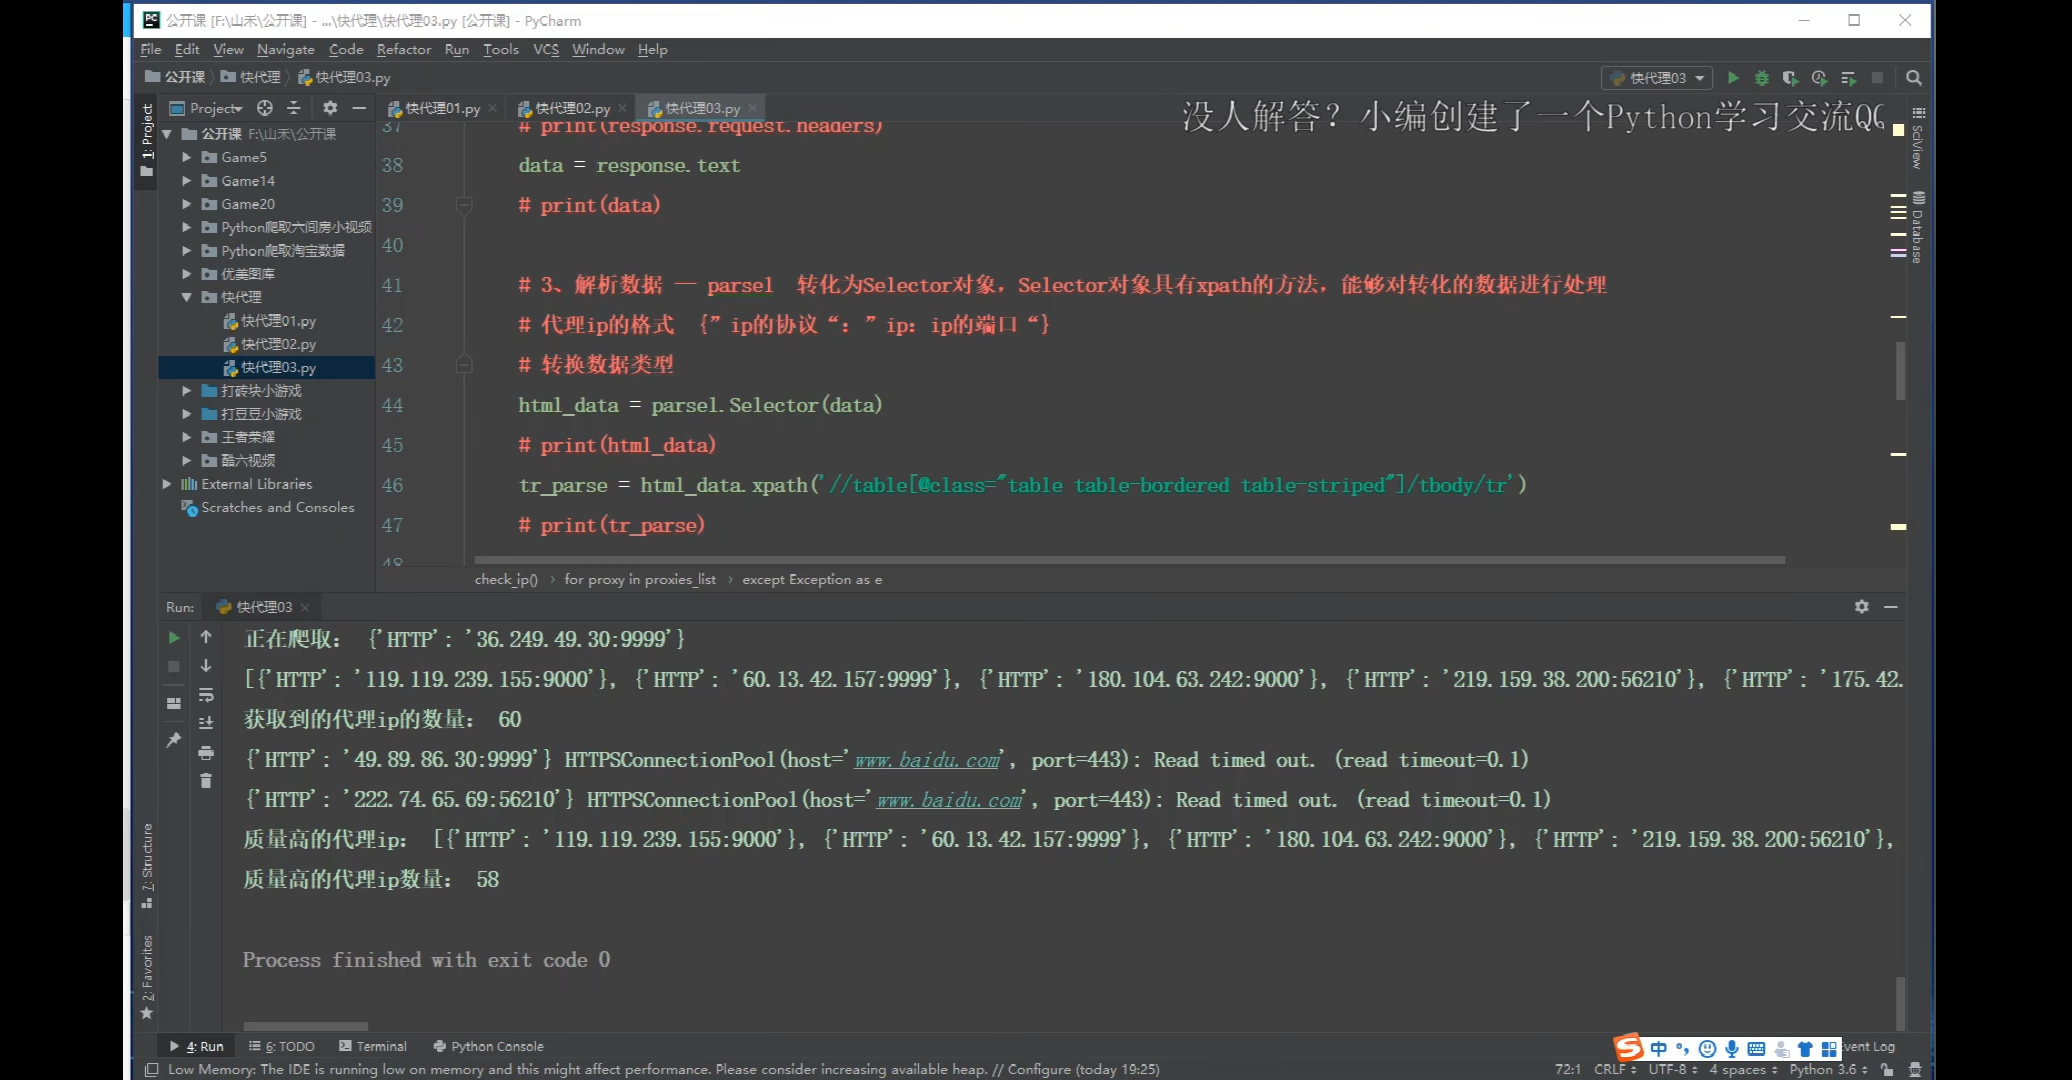 公开课 [F:\山禾\公开课] - ...\快代理\快代理03.py [公开课] - PyCharm
File Edit View Navigate Code Refactor Run Tools VCS Window Help
公开课 快代理 快代理03.py
快代理03
Project
快代理01.py 快代理02.py 快代理03.py
没人解答？小编创建了一个Python学习交流QQ
1: Project
公开课 F:\山禾\公开课
Game5
Game14
Game20
Python爬取六间房小视频
Python爬取淘宝数据
优美图库
快代理
快代理01.py
快代理02.py
快代理03.py
打砖块小游戏
打豆豆小游戏
王者荣耀
酷六视频
External Libraries
Scratches and Consoles
37 # print(response.request.headers)
38 data = response.text
39 # print(data)
40
41 # 3、解析数据 -- parsel 转化为Selector对象，Selector对象具有xpath的方法，能够对转化的数据进行处理
42 # 代理ip的格式 {”ip的协议“：”ip：ip的端口“}
43 # 转换数据类型
44 html_data = parsel.Selector(data)
45 # print(html_data)
46 tr_parse = html_data.xpath('//table[@class="table table-bordered table-striped"]/tbody/tr')
47 # print(tr_parse)
48
check_ip() › for proxy in proxies_list › except Exception as e
SciView
Database
Run: 快代理03
正在爬取： {'HTTP': '36.249.49.30:9999'}
[{'HTTP': '119.119.239.155:9000'}, {'HTTP': '60.13.42.157:9999'}, {'HTTP': '180.104.63.242:9000'}, {'HTTP': '219.159.38.200:56210'}, {'HTTP': '175.42.
获取到的代理ip的数量： 60
{'HTTP': '49.89.86.30:9999'} HTTPSConnectionPool(host='www.baidu.com', port=443): Read timed out. (read timeout=0.1)
{'HTTP': '222.74.65.69:56210'} HTTPSConnectionPool(host='www.baidu.com', port=443): Read timed out. (read timeout=0.1)
质量高的代理ip： [{'HTTP': '119.119.239.155:9000'}, {'HTTP': '60.13.42.157:9999'}, {'HTTP': '180.104.63.242:9000'}, {'HTTP': '219.159.38.200:56210'},
质量高的代理ip数量： 58
Process finished with exit code 0
7: Structure
2: Favorites
4: Run 6: TODO Terminal Python Console
中
Event Log
Low Memory: The IDE is running low on memory and this might affect performance. Please consider increasing available heap. // Configure (today 19:25)
72:1 CRLF UTF-8 4 spaces Python 3.6